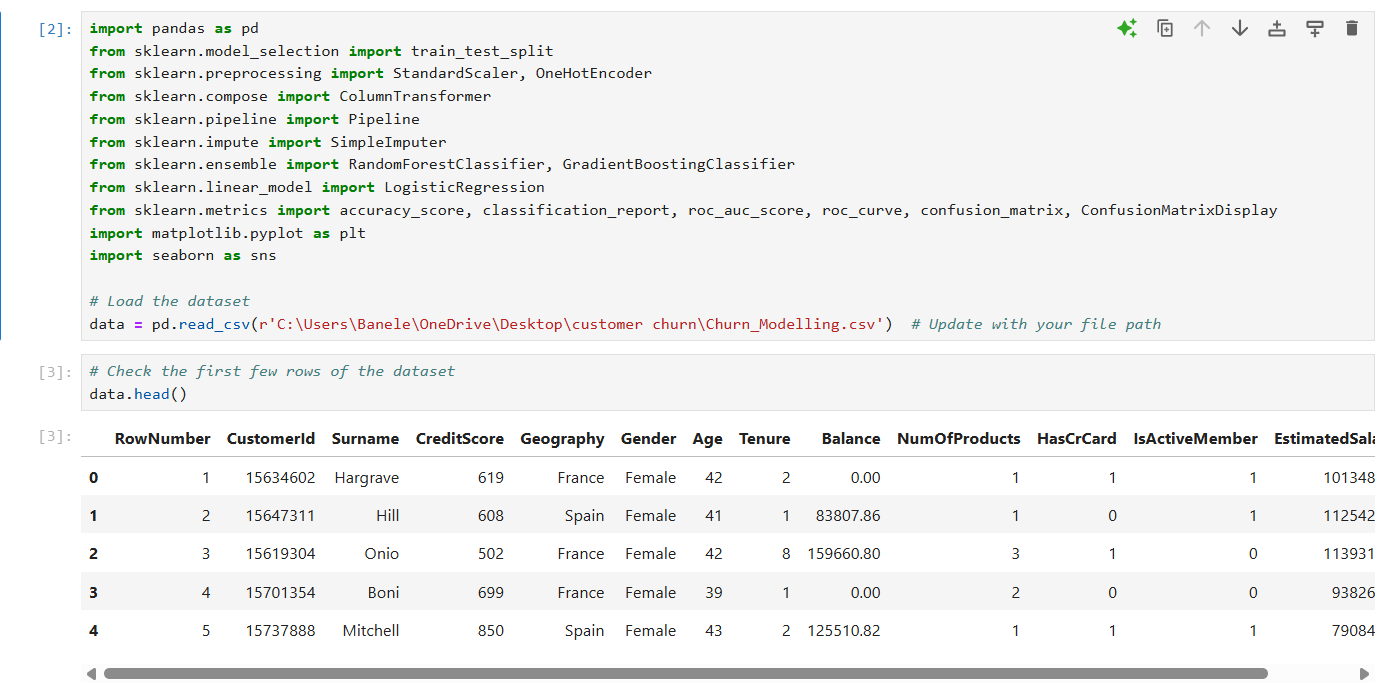 [2]: import pandas as pd
from sklearn.model_selection import train_test_split
from sklearn.preprocessing import StandardScaler, OneHotEncoder
from sklearn.compose import ColumnTransformer
from sklearn.pipeline import Pipeline
from sklearn.impute import SimpleImputer
from sklearn.ensemble import RandomForestClassifier, GradientBoostingClassifier
from sklearn.linear_model import LogisticRegression
from sklearn.metrics import accuracy_score, classification_report, roc_auc_score, roc_curve, confusion_matrix, ConfusionMatrixDisplay
import matplotlib.pyplot as plt
import seaborn as sns
# Load the dataset
data = pd.read_csv(r'C:\Users\Banele\OneDrive\Desktop\customer churn\Churn_Modelling.csv')  # Update with your file path
[3]: # Check the first few rows of the dataset
data.head()
[3]: RowNumber CustomerId Surname CreditScore Geography Gender Age Tenure Balance NumOfProducts HasCrCard IsActiveMember EstimatedSala
0 1 15634602 Hargrave 619 France Female 42 2 0.00 1 1 1 101348
1 2 15647311 Hill 608 Spain Female 41 1 83807.86 1 0 1 112542
2 3 15619304 Onio 502 France Female 42 8 159660.80 3 1 0 113931
3 4 15701354 Boni 699 France Female 39 1 0.00 2 0 0 93826
4 5 15737888 Mitchell 850 Spain Female 43 2 125510.82 1 1 1 79084